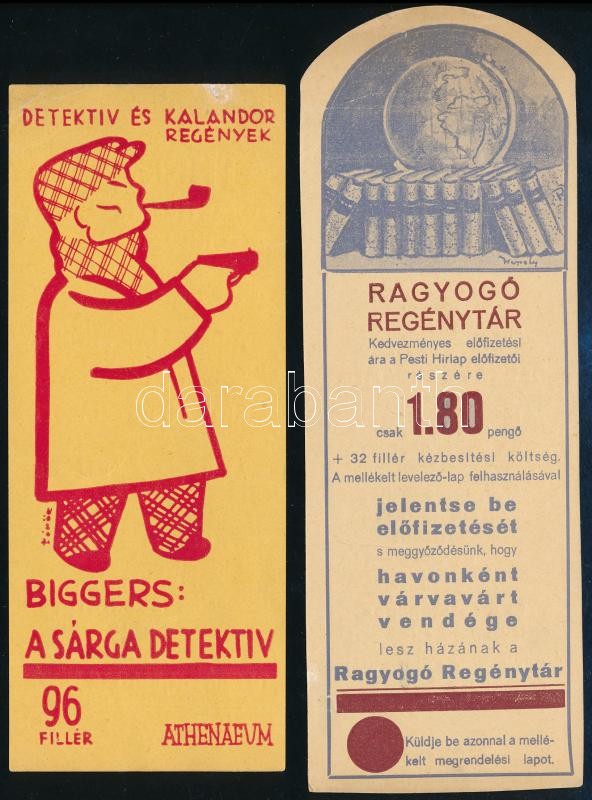 DETEKTIV ÉS KALANDOR
REGÉNYEK
török
BIGGERS:
A SÁRGA DETEKTIV
96
FILLÉR
ATHENAEUM
RAGYOGÓ
REGÉNYTÁR
Kedvezményes előfizetési
ára a Pesti Hirlap előfizetői
részére
csak 1.80 pengő
+ 32 fillér kézbesítési költség.
A mellékelt levelező-lap felhasználásával
jelentse be
előfizetését
s meggyőződésünk, hogy
havonként
várvavárt
vendége
lesz házának a
Ragyogó Regénytár
Küldje be azonnal a mellé-
kelt megrendelési lapot.
darabanth